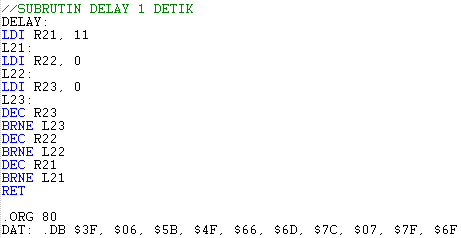 //SUBRUTIN DELAY 1 DETIK
DELAY:
LDI R21, 11
L21:
LDI R22, 0
L22:
LDI R23, 0
L23:
DEC R23
BRNE L23
DEC R22
BRNE L22
DEC R21
BRNE L21
RET
.ORG 80
DAT: .DB $3F, $06, $5B, $4F, $66, $6D, $7C, $07, $7F, $6F